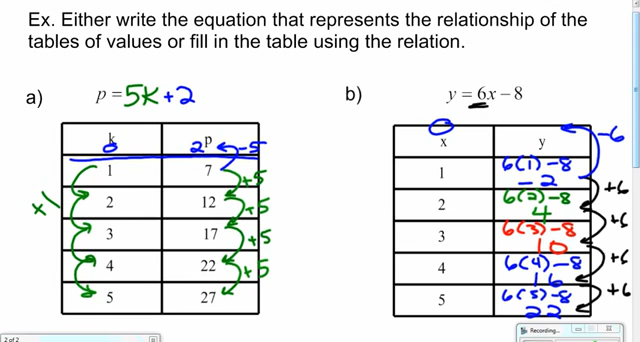 Ex. Either write the equation that represents the relationship of the
tables of values or fill in the table using the relation.
a) p = 5k + 2
k p
0 2 -5
1 7
+5
2 12
+5
3 17
+5
4 22
+5
5 27
b) y = 6x − 8
0 -6
x y
1 6(1) -8
-2
+6
2 6(2) -8
4
+6
3 6(3) -8
10
+6
4 6(4) -8
16
+6
5 6(5) -8
22
2 of 2
Recording...